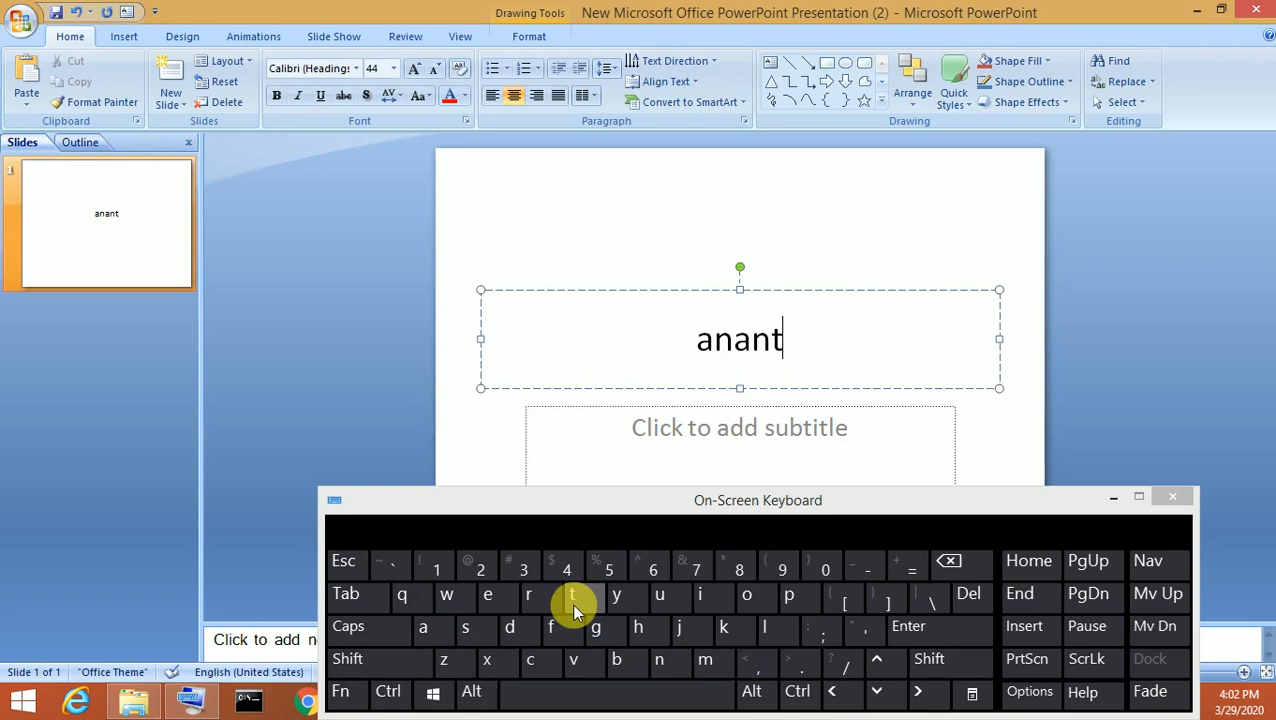 Drawing Tools
New Microsoft Office PowerPoint Presentation (2) - Microsoft PowerPoint
Home Insert Design Animations Slide Show Review View Format
Paste
Cut
Copy
Format Painter
Clipboard
New Slide
Layout
Reset
Delete
Slides
Calibri (Headings 44
B I U abc S AV Aa A
Font
Text Direction
Align Text
Convert to SmartArt
Paragraph
Arrange
Quick Styles
Shape Fill
Shape Outline
Shape Effects
Drawing
Find
Replace
Select
Editing
Slides Outline
1
anant
anant
Click to add subtitle
On-Screen Keyboard
Esc ~ ` ! 1 @ 2 # 3 $ 4 % 5 ^ 6 & 7 * 8 ( 9 ) 0 _ - + = Home PgUp Nav
Tab q w e r t y u i o p { [ } ] | \ Del End PgDn Mv Up
Caps a s d f g h j k l : ; " ' Enter Insert Pause Mv Dn
Shift z x c v b n m < , > . ? / Shift PrtScn ScrLk Dock
Fn Ctrl Alt Alt Ctrl Options Help Fade
Click to add n
Slide 1 of 1 "Office Theme" English (United States)
4:02 PM
3/29/2020